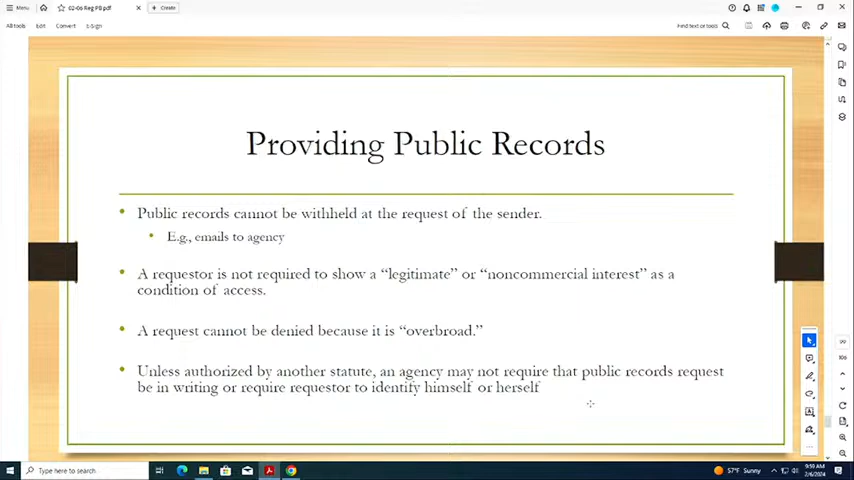 Menu
02-06 Reg PB.pdf
Create
All tools
Edit
Convert
E-Sign
Find text or tools
Providing Public Records
• Public records cannot be withheld at the request of the sender.
• E.g., emails to agency
• A requestor is not required to show a “legitimate” or “noncommercial interest” as a
condition of access.
• A request cannot be denied because it is “overbroad.”
• Unless authorized by another statute, an agency may not require that public records request
be in writing or require requestor to identify himself or herself
106
Type here to search
57°F Sunny
9:50 AM
2/6/2024